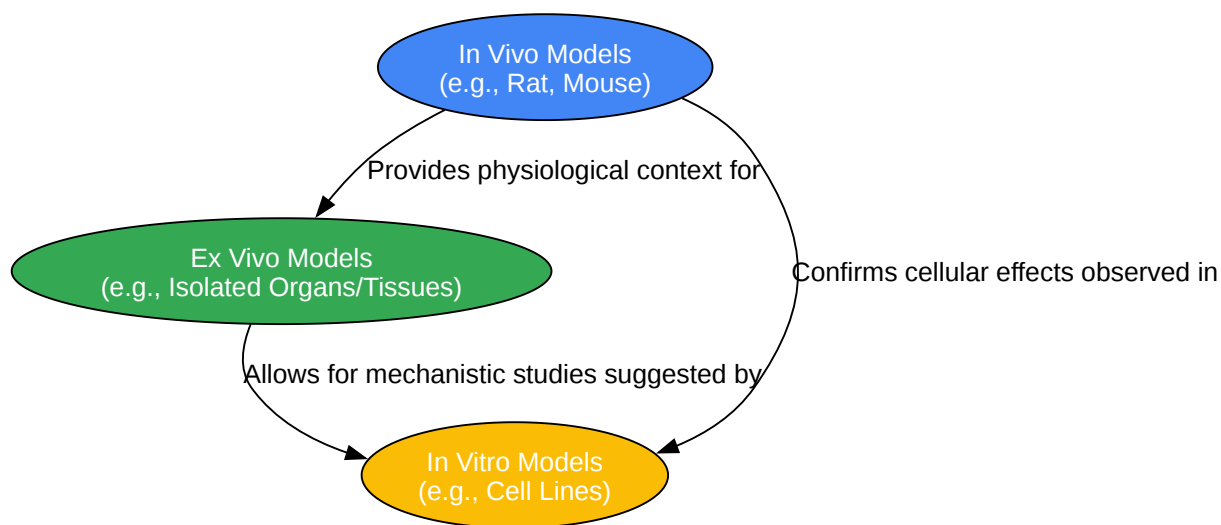 In Vivo Models
(e.g., Rat, Mouse)
Provides physiological context for
Ex Vivo Models
(e.g., Isolated Organs/Tissues)
Confirms cellular effects observed in
Allows for mechanistic studies suggested by
In Vitro Models
(e.g., Cell Lines)